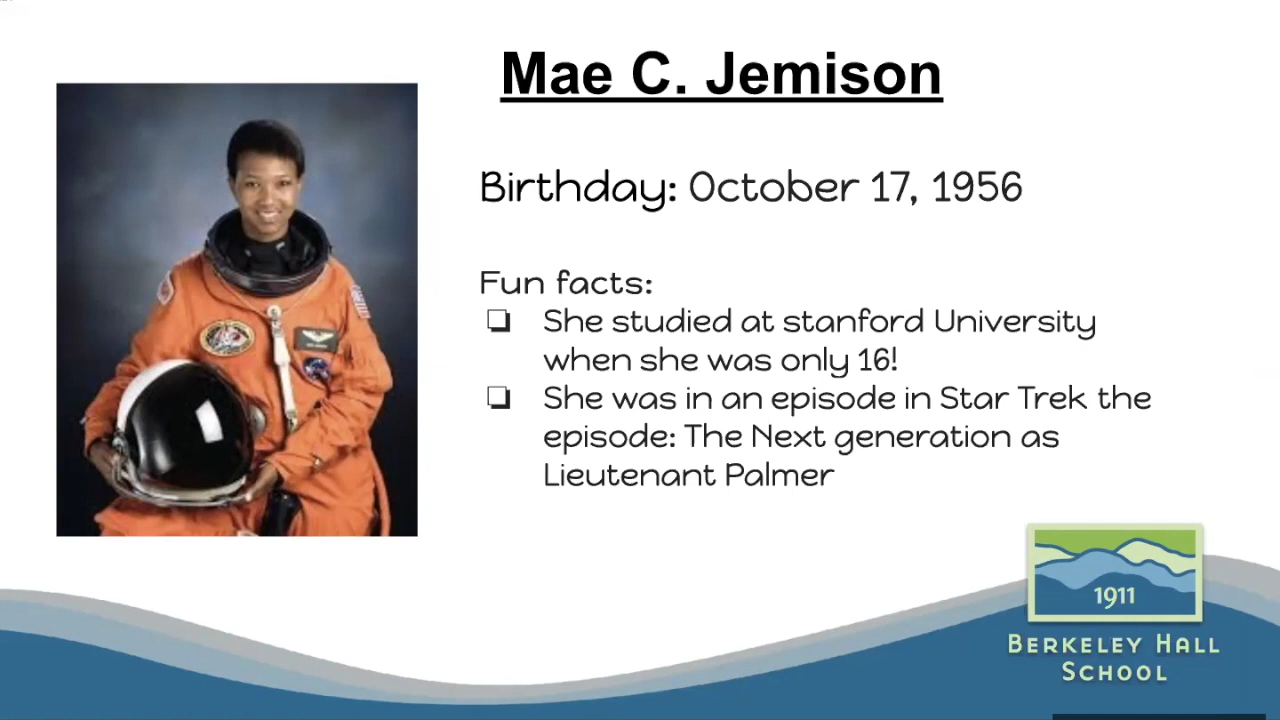 Mae C. Jemison
Birthday: October 17, 1956
Fun facts:
❏ She studied at stanford University
when she was only 16!
❏ She was in an episode in Star Trek the
episode: The Next generation as
Lieutenant Palmer
1911
BERKELEY HALL
SCHOOL